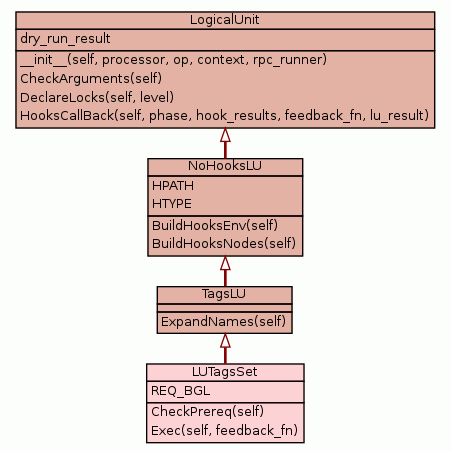 LogicalUnit
dry_run_result
__init__(self, processor, op, context, rpc_runner)
CheckArguments(self)
DeclareLocks(self, level)
HooksCallBack(self, phase, hook_results, feedback_fn, lu_result)
NoHooksLU
HPATH
HTYPE
BuildHooksEnv(self)
BuildHooksNodes(self)
TagsLU
ExpandNames(self)
LUTagsSet
REQ_BGL
CheckPrereq(self)
Exec(self, feedback_fn)